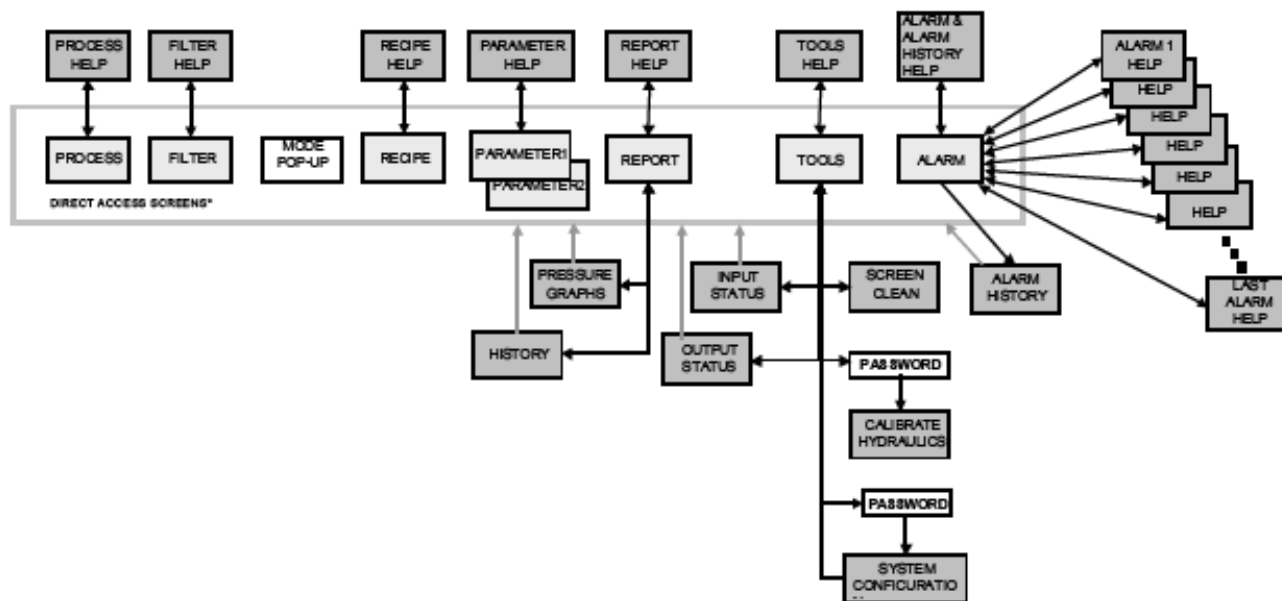 PROCESS
HELP
FILTER
HELP
RECIPE
HELP
PARAMETER
HELP
REPORT
HELP
TOOLS
HELP
ALARM &
ALARM
HISTORY
HELP
ALARM 1
HELP
HELP
HELP
HELP
HELP
HELP
LAST
ALARM
HELP
PROCESS
FILTER
MODE
POP-UP
RECIPE
PARAMETER1
PARAMETER2
REPORT
TOOLS
ALARM
DIRECT ACCESS SCREENS*
PRESSURE
GRAPHS
INPUT
STATUS
SCREEN
CLEAN
ALARM
HISTORY
HISTORY
OUTPUT
STATUS
PASSWORD
CALIBRATE
HYDRAULICS
PASSWORD
SYSTEM
CONFIGURATIO